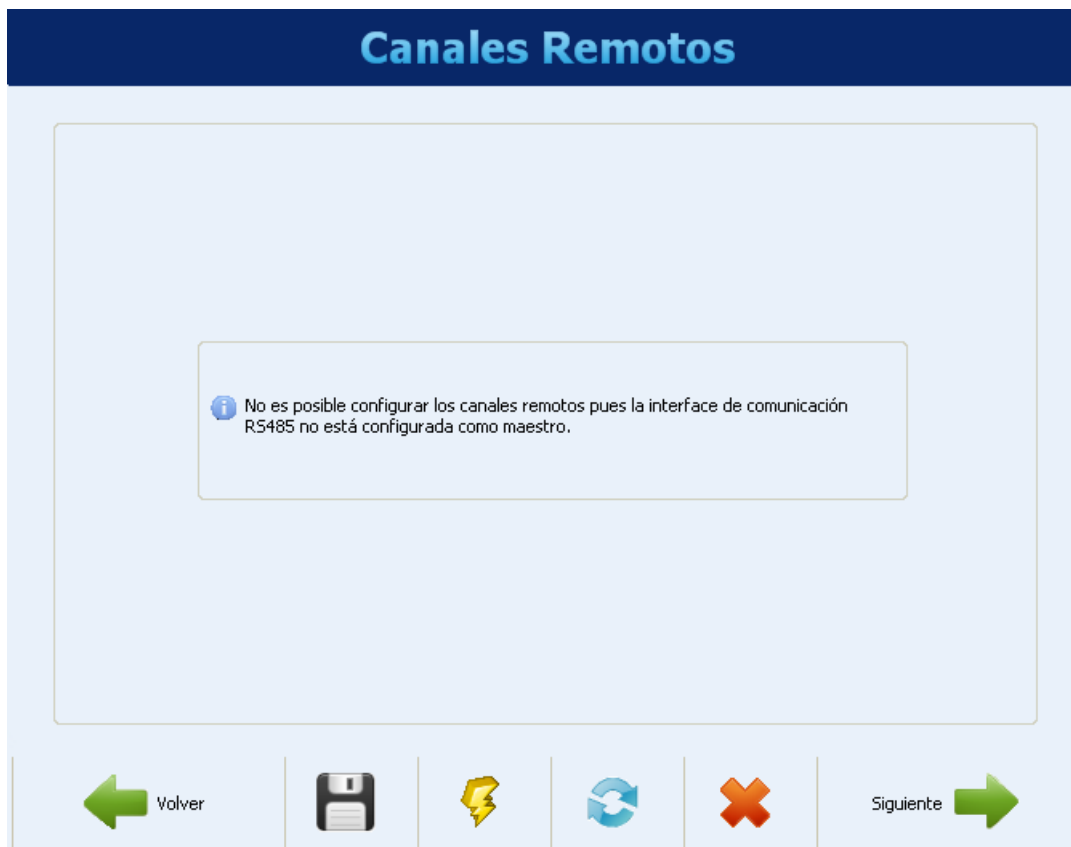 Canales Remotos
No es posible configurar los canales remotos pues la interface de comunicación
RS485 no está configurada como maestro.
Volver
Siguiente